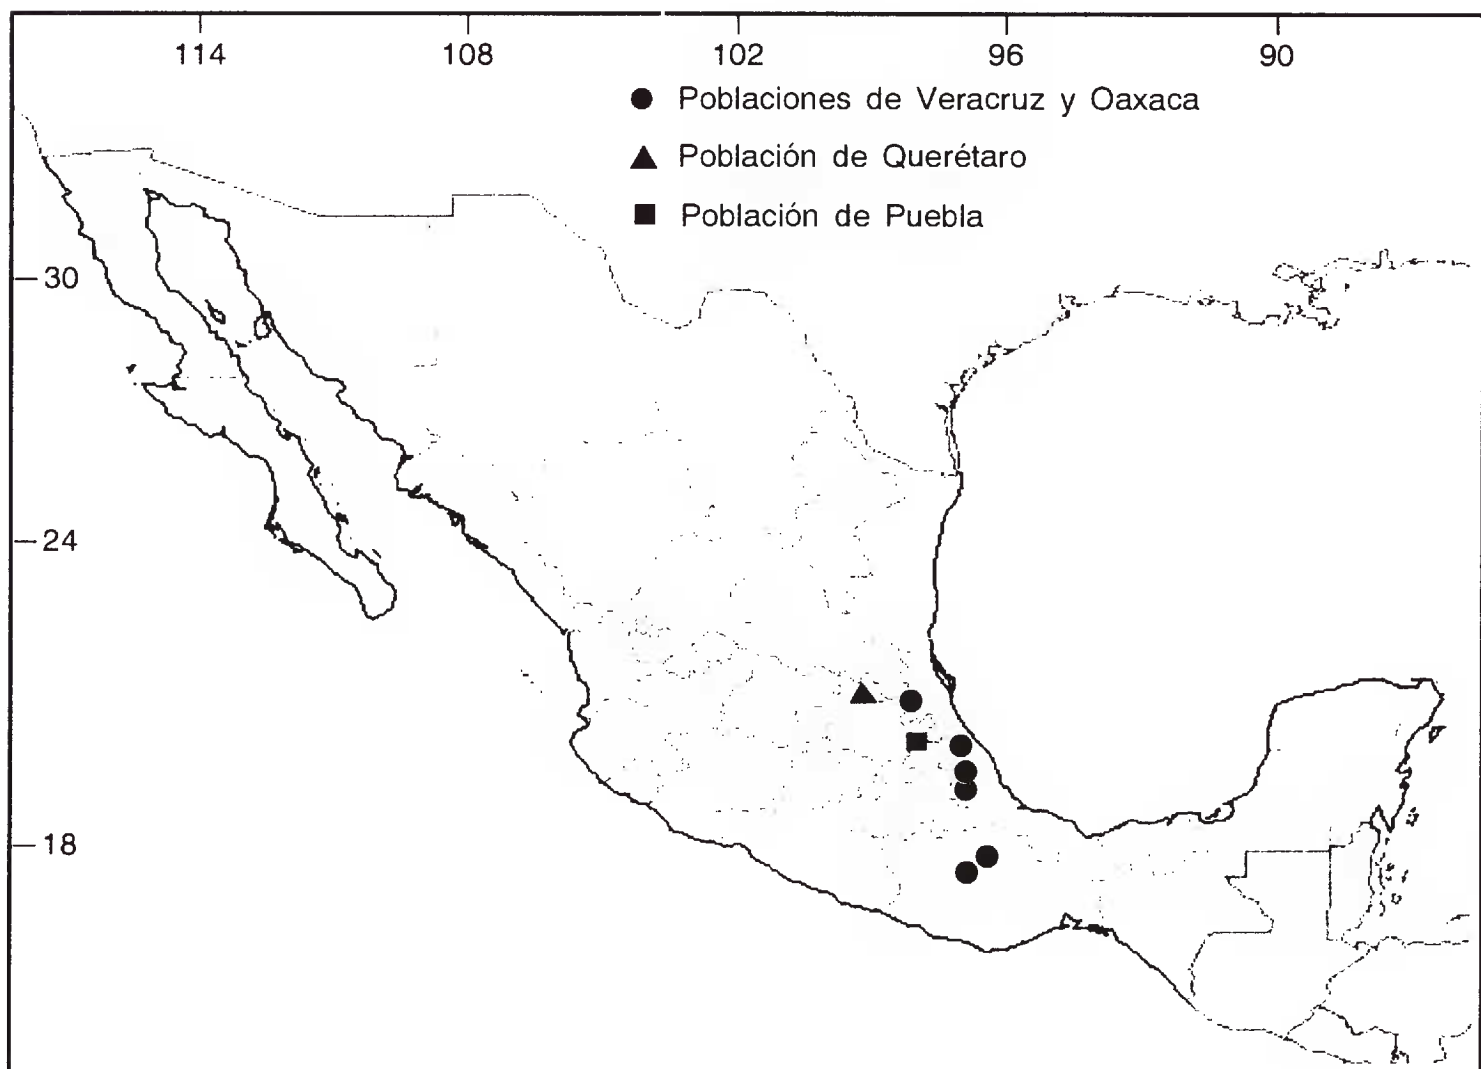 114 108 102 96 90
● Poblaciones de Veracruz y Oaxaca
▲ Población de Querétaro
■ Población de Puebla
30
24
18